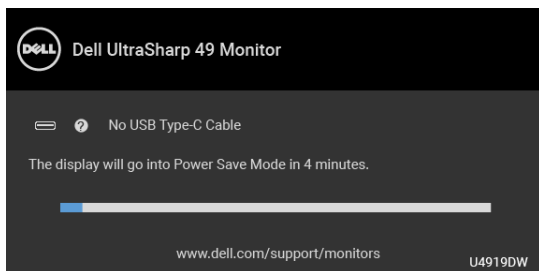 DELL
Dell UltraSharp 49 Monitor
? No USB Type-C Cable
The display will go into Power Save Mode in 4 minutes.
www.dell.com/support/monitors
U4919DW